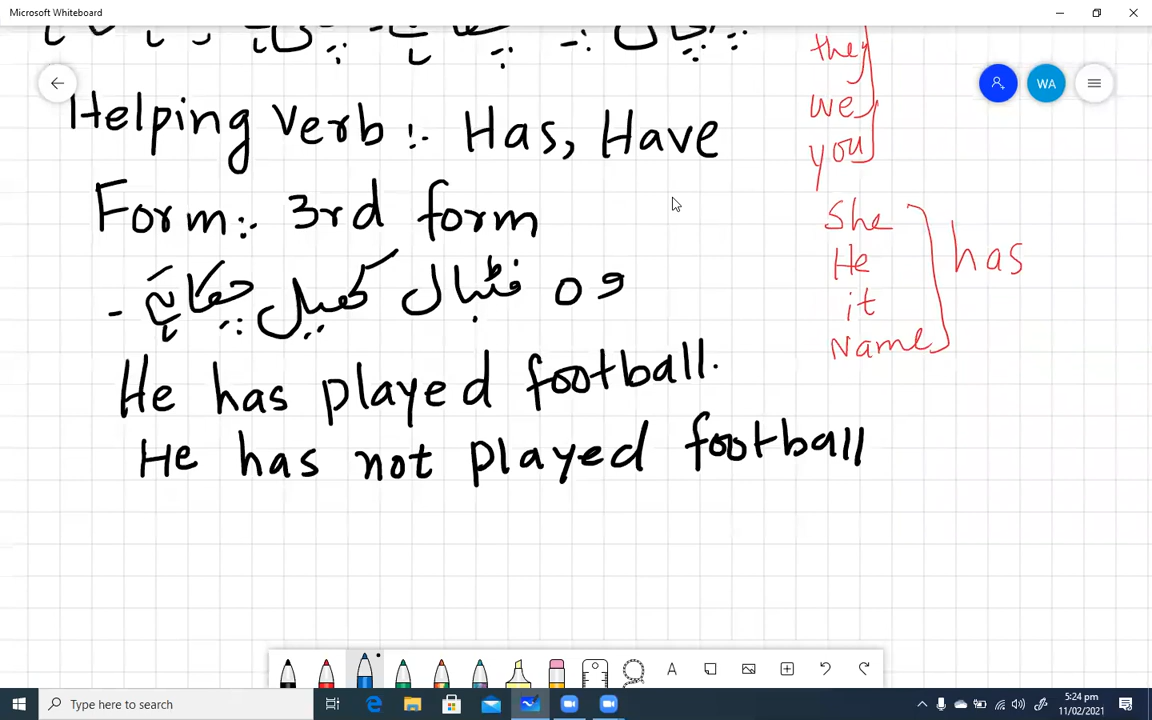 Microsoft Whiteboard
WA
they
we
you
Helping Verb :- Has, Have
Form:- 3rd form
She
He
it
Name
has
وہ فٹبال کھیل چکا ہے -
He has played football.
He has not played football
A
Type here to search
5:24 pm
11/02/2021